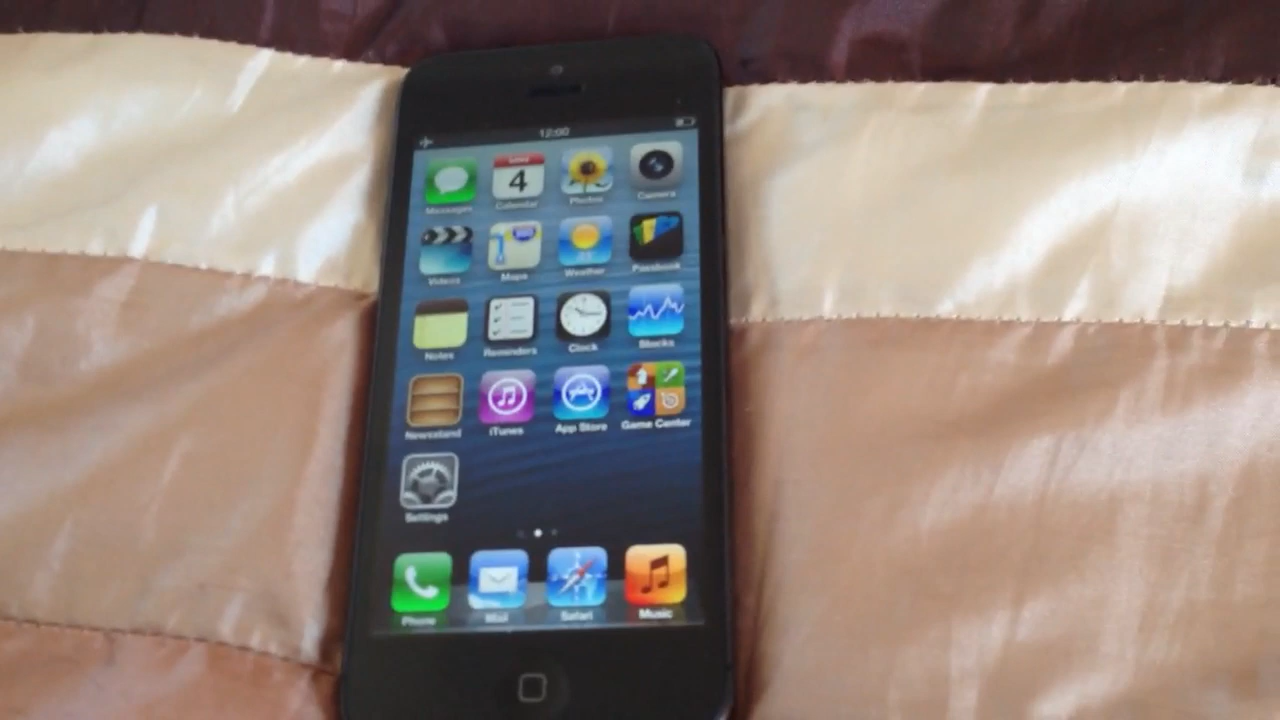 12:00
4
Messages Calendar Photos Camera
Videos Maps Weather Passbook
Notes Reminders Clock Stocks
Newsstand iTunes App Store Game Center
Settings
Phone Mail Safari Music